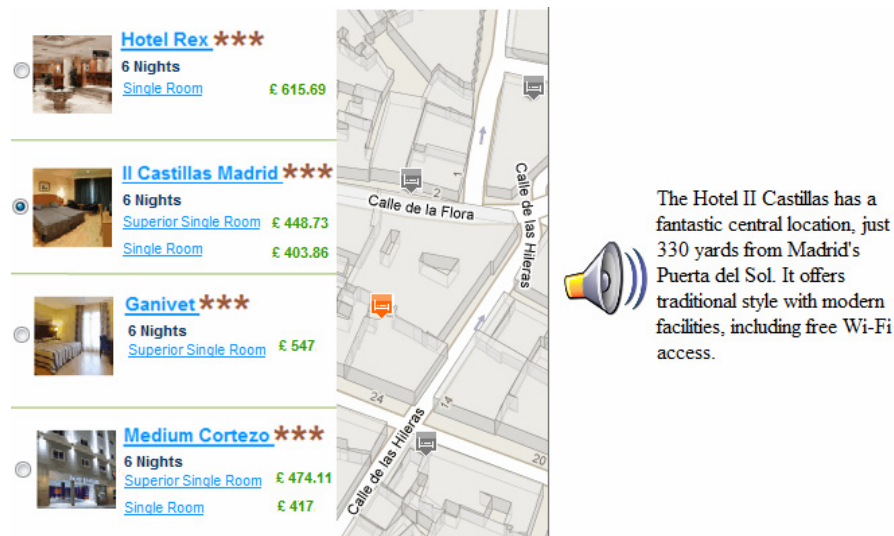 Hotel Rex ***
6 Nights
Single Room £ 615.69
II Castillas Madrid ***
6 Nights
Superior Single Room £ 448.73
Single Room £ 403.86
Ganivet ***
6 Nights
Superior Single Room £ 547
Medium Cortezo ***
6 Nights
Superior Single Room £ 474.11
Single Room £ 417
1
2
Calle de la Flora
Calle de las Hileras
24
14
Calle de las Hileras
20
The Hotel II Castillas has a
fantastic central location, just
330 yards from Madrid's
Puerta del Sol. It offers
traditional style with modern
facilities, including free Wi-Fi
access.